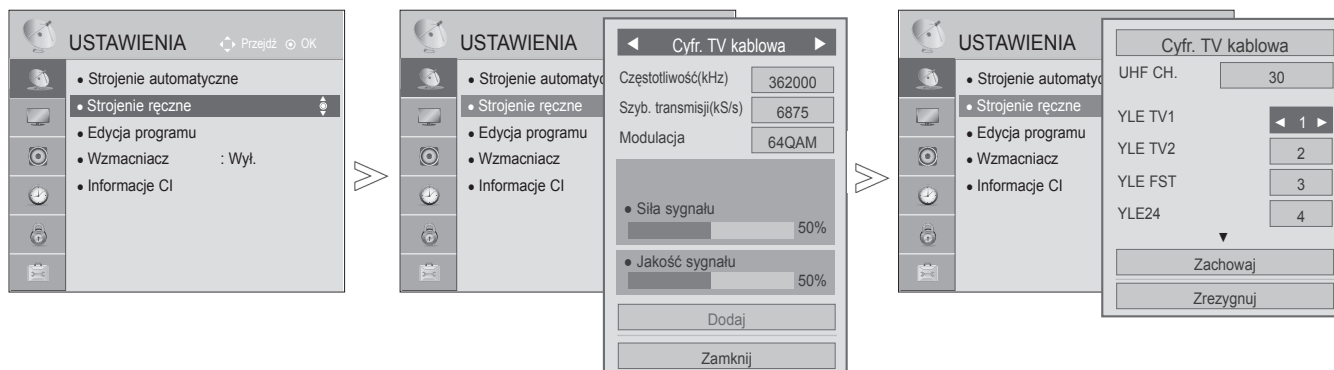 USTAWIENIA Przejdź OK
• Strojenie automatyczne
• Strojenie ręczne
• Edycja programu
• Wzmacniacz : Wył.
• Informacje CI
USTAWIENIA
• Strojenie automatyc
• Strojenie ręczne
• Edycja programu
• Wzmacniacz
• Informacje CI
◄ Cyfr. TV kablowa ►
Częstotliwość(kHz) 362000
Szyb. transmisji(kS/s) 6875
Modulacja 64QAM
• Siła sygnału
50%
• Jakość sygnału
50%
Dodaj
Zamknij
USTAWIENIA
• Strojenie automatyc
• Strojenie ręczne
• Edycja programu
• Wzmacniacz
• Informacje CI
Cyfr. TV kablowa
UHF CH. 30
YLE TV1 ◄ 1 ►
YLE TV2 2
YLE FST 3
YLE24 4
▼
Zachowaj
Zrezygnuj